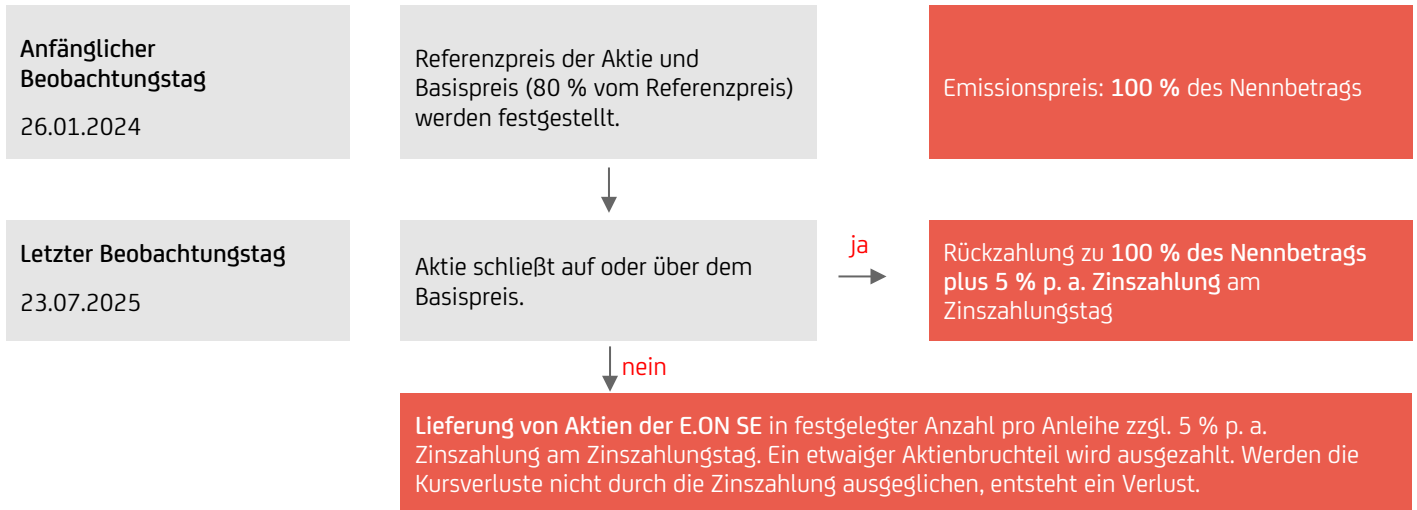 Anfänglicher
Beobachtungstag
26.01.2024
Referenzpreis der Aktie und
Basispreis (80 % vom Referenzpreis)
werden festgestellt.
Emissionspreis: 100 % des Nennbetrags
Letzter Beobachtungstag
23.07.2025
Aktie schließt auf oder über dem
Basispreis.
ja
Rückzahlung zu 100 % des Nennbetrags
plus 5 % p. a. Zinszahlung am
Zinszahlungstag
nein
Lieferung von Aktien der E.ON SE in festgelegter Anzahl pro Anleihe zzgl. 5 % p. a.
Zinszahlung am Zinszahlungstag. Ein etwaiger Aktienbruchteil wird ausgezahlt. Werden die
Kursverluste nicht durch die Zinszahlung ausgeglichen, entsteht ein Verlust.